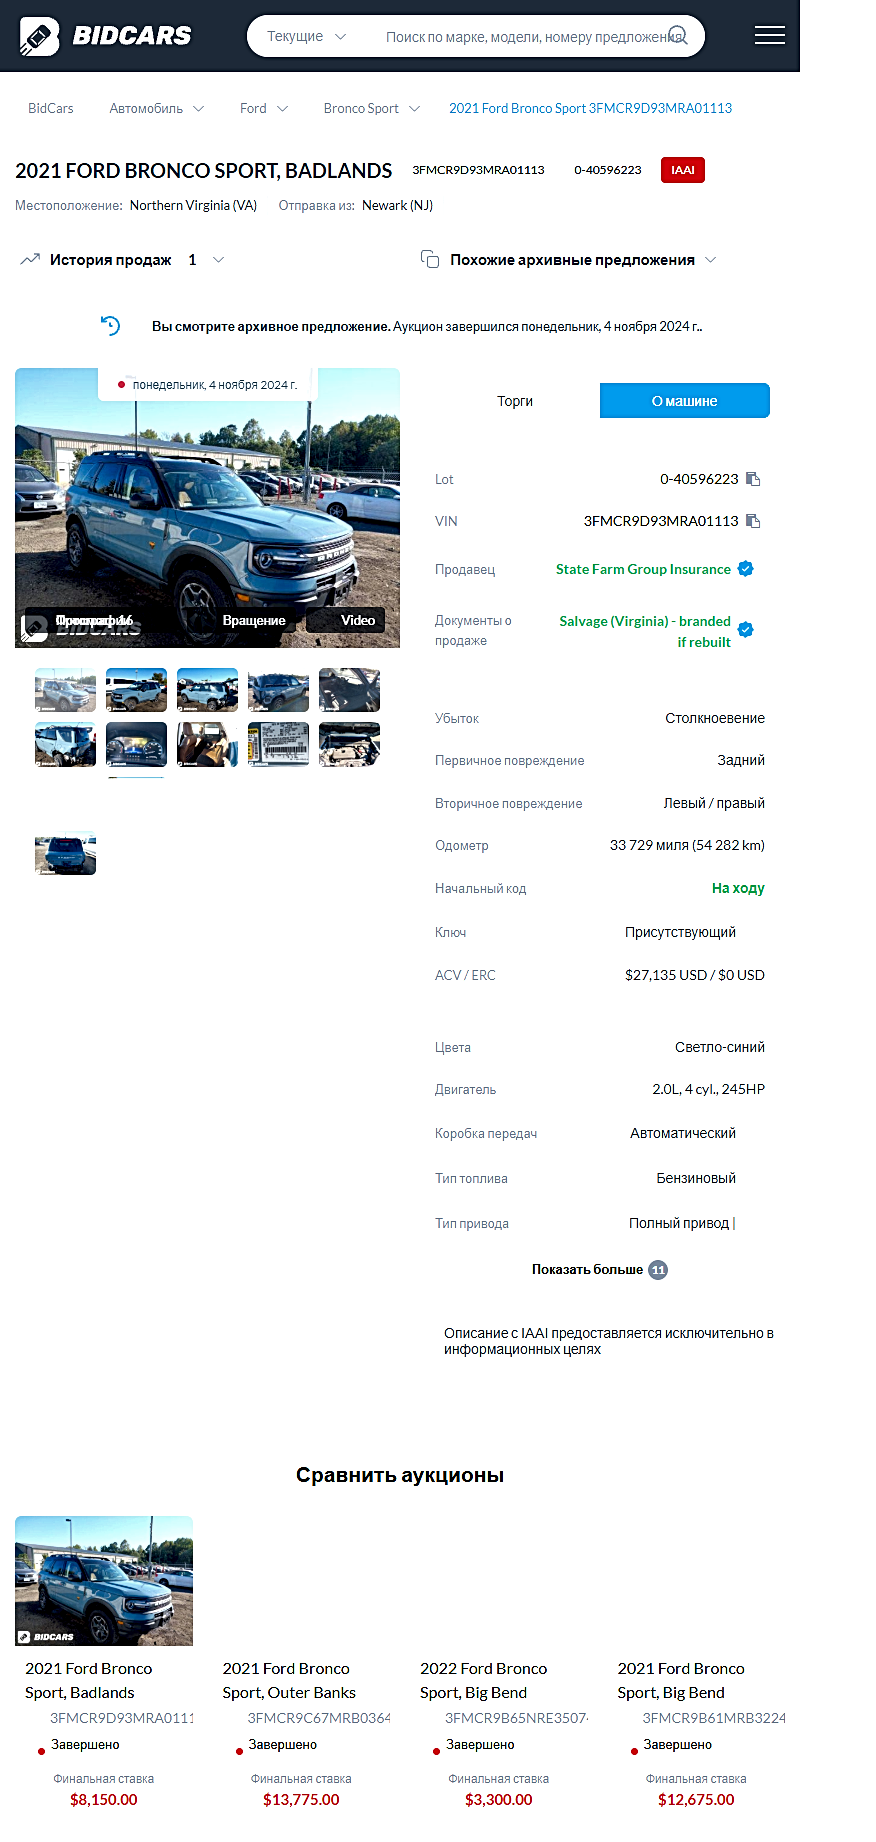 BIDCARS
Текущие
Поиск по марке, модели, номеру предложения
BidCars
Автомобиль
Ford
Bronco Sport
2021 Ford Bronco Sport 3FMCR9D93MRA01113
2021 FORD BRONCO SPORT, BADLANDS
3FMCR9D93MRA01113
0-40596223
IAAI
Местоположение: Northern Virginia (VA)
Отправка из: Newark (NJ)
История продаж 1
Похожие архивные предложения
Вы смотрите архивное предложение. Аукцион завершился понедельник, 4 ноября 2024 г..
понедельник, 4 ноября 2024 г.
Вращение
Video
BIDCARS
Торги
О машине
Lot
0-40596223
VIN
3FMCR9D93MRA01113
Продавец
State Farm Group Insurance
Документы о
продаже
Salvage (Virginia) - branded
if rebuilt
Убыток
Столкноевение
Первичное повреждение
Задний
Вторичное повреждение
Левый / правый
Одометр
33 729 миля (54 282 km)
Начальный код
На ходу
Ключ
Присутствующий
ACV / ERC
$27,135 USD / $0 USD
Цвета
Светло-синий
Двигатель
2.0L, 4 cyl., 245HP
Коробка передач
Автоматический
Тип топлива
Бензиновый
Тип привода
Полный привод |
Показать больше 11
Описание с IAAI предоставляется исключительно в
информационных целях
Сравнить аукционы
BIDCARS
2021 Ford Bronco
Sport, Badlands
3FMCR9D93MRA0111
Завершено
Финальная ставка
$8,150.00
2021 Ford Bronco
Sport, Outer Banks
3FMCR9C67MRB0364
Завершено
Финальная ставка
$13,775.00
2022 Ford Bronco
Sport, Big Bend
3FMCR9B65NRE3507
Завершено
Финальная ставка
$3,300.00
2021 Ford Bronco
Sport, Big Bend
3FMCR9B61MRB3224
Завершено
Финальная ставка
$12,675.00